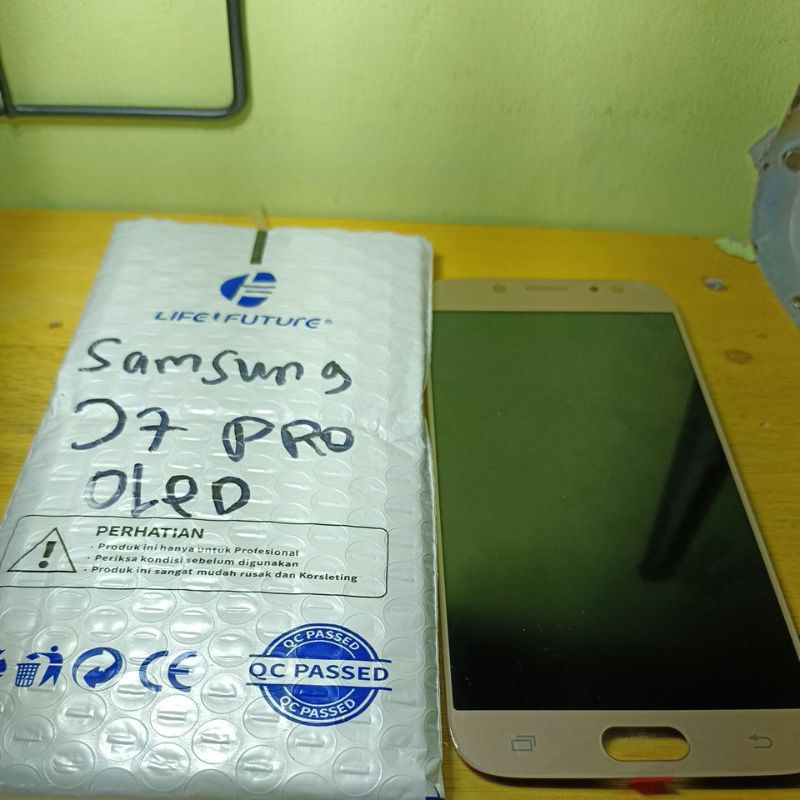 LIFE FUTURE®
Samsung
J7 PRO
OLED
PERHATIAN
• Produk ini hanya untuk Profesional
• Periksa kondisi sebelum digunakan
• Produk ini sangat mudah rusak dan Korsleting
CE
QC PASSED
QC PASSED
QC PASSED